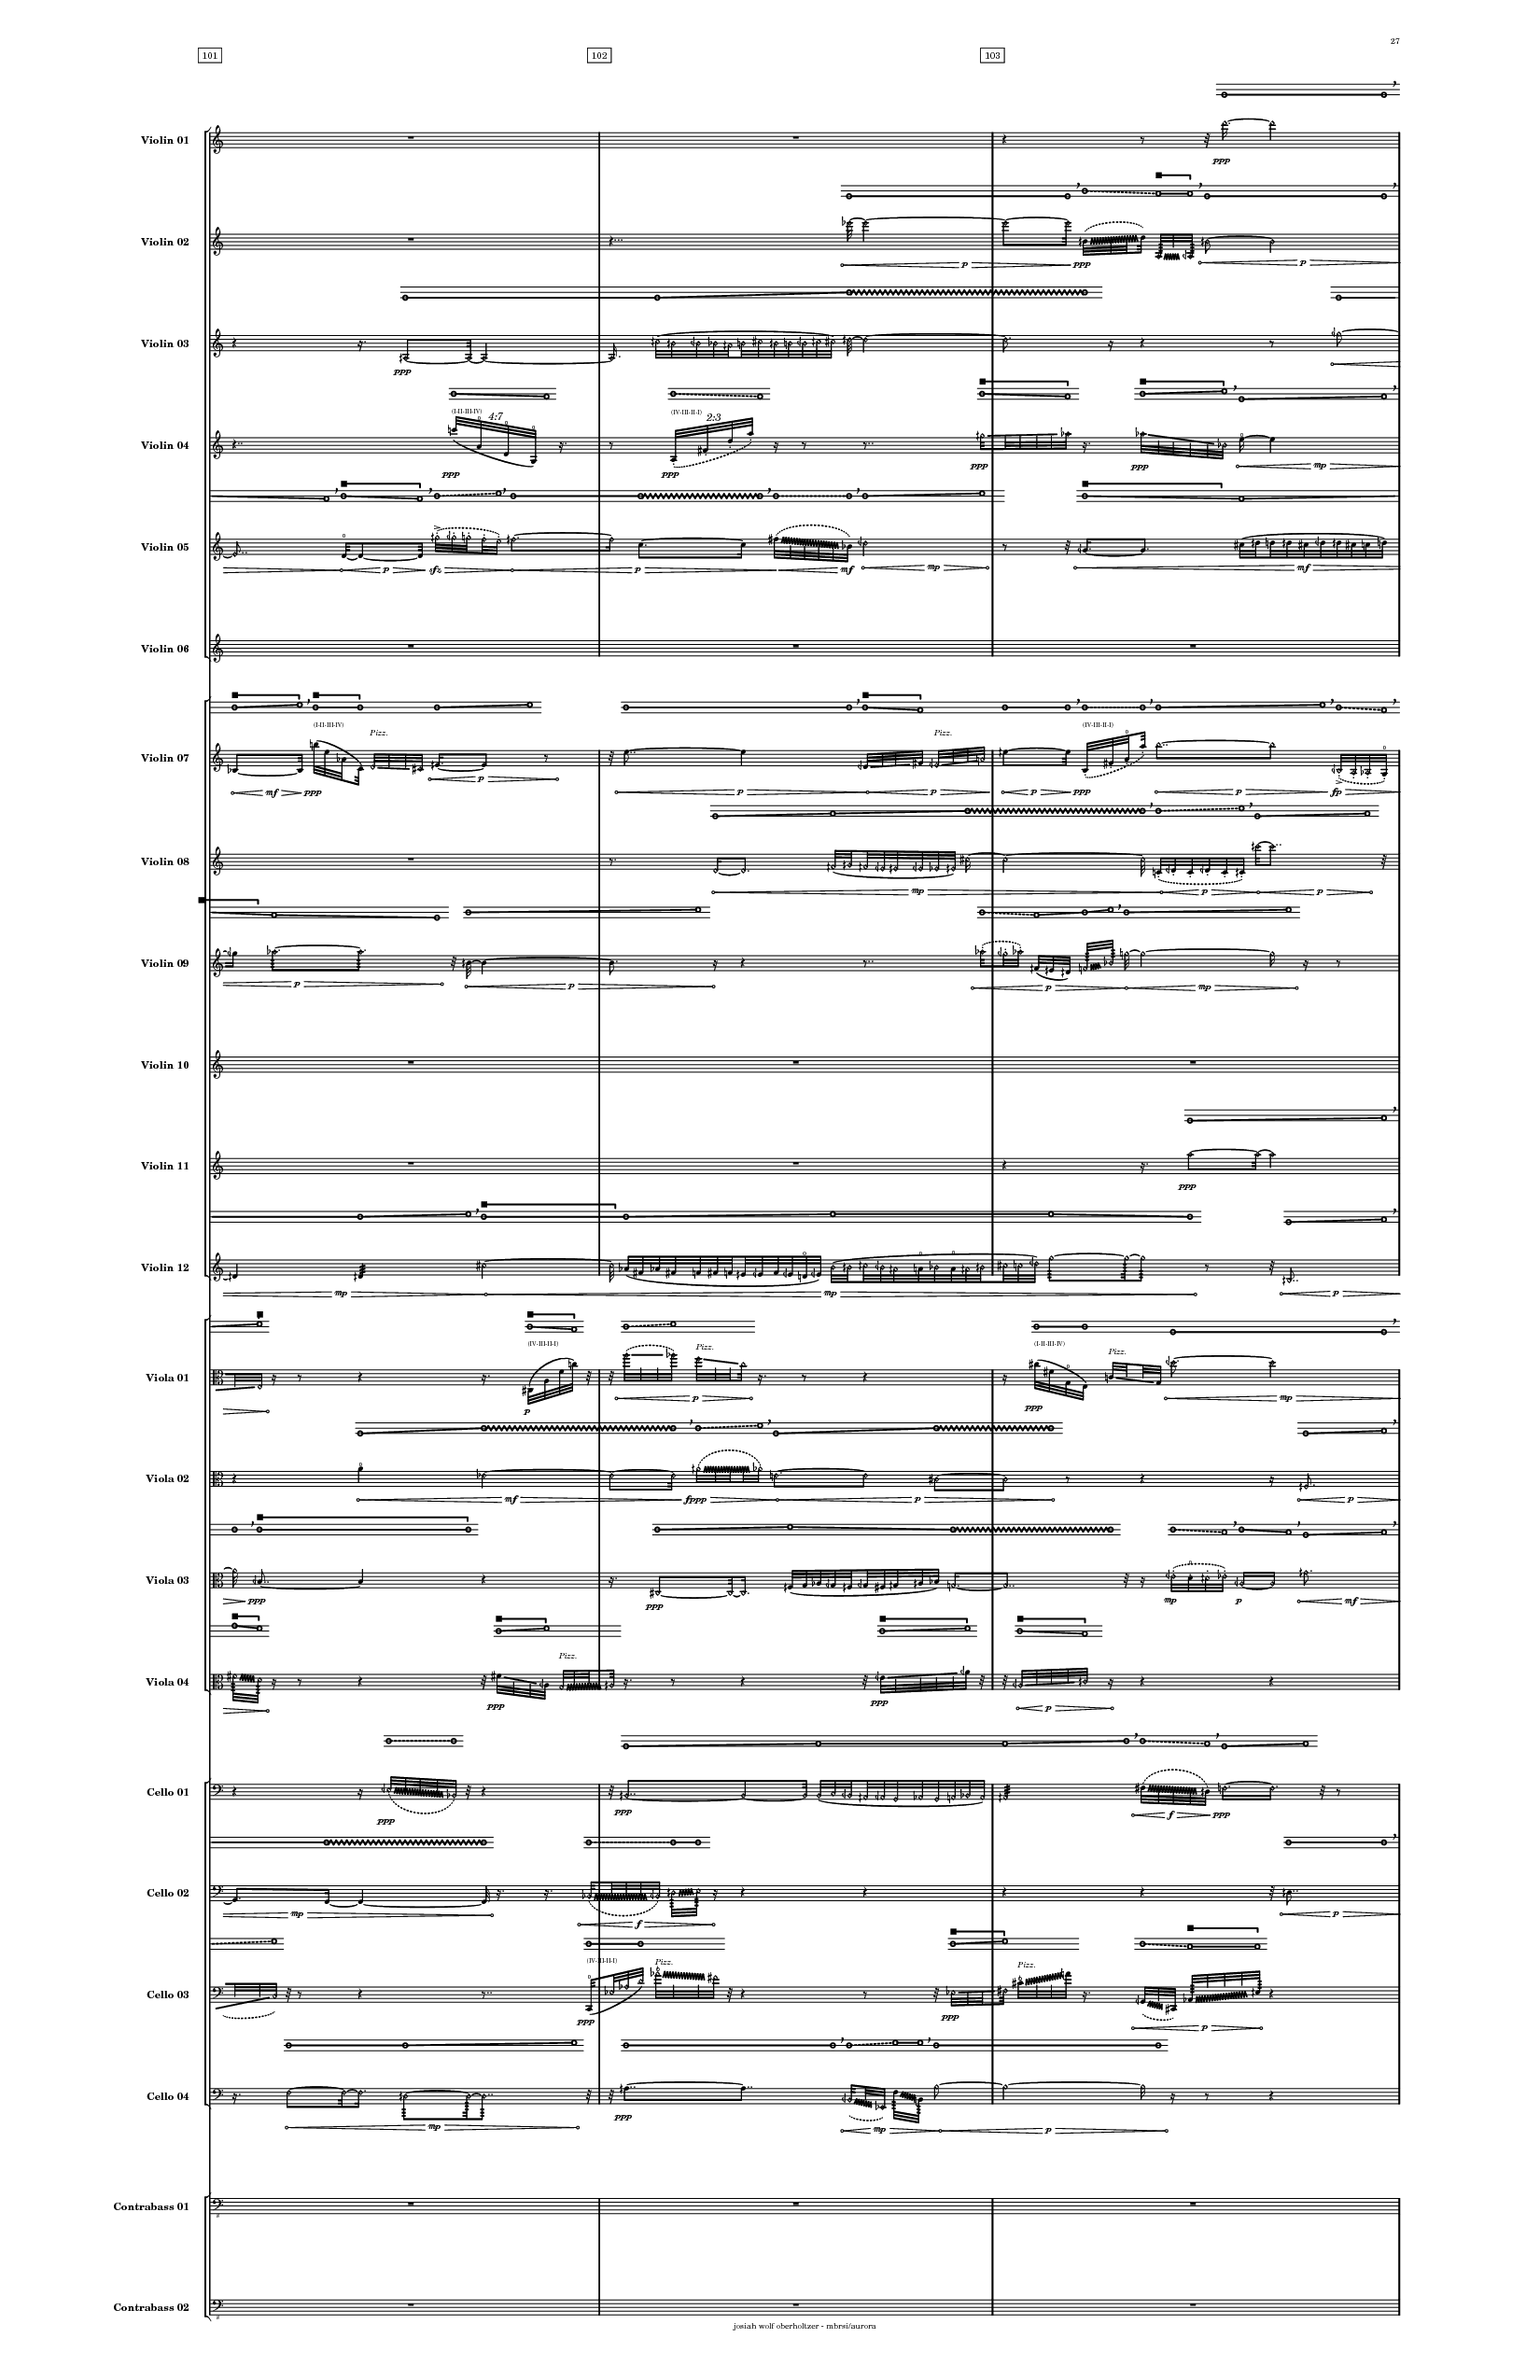 27
101 102 103
Violin 01
ppp
Violin 02
p ppp p
Violin 03
ppp
(I-II-III-IV) 4:7 (IV-III-II-I) 2:3
Violin 04
ppp ppp ppp ppp mp
Violin 05
p sfz p mf mp mf
Violin 06
(I-II-III-IV) Pizz. Pizz. (IV-III-II-I)
Violin 07
mf ppp p p p p ppp p fp
Violin 08
mp p p
Violin 09
p p p mp
Violin 10
Violin 11
ppp
Violin 12
mp mp p
(IV-III-II-I) Pizz. (I-II-III-IV) Pizz.
Viola 01
p p ppp mp
Viola 02
mf fppp p p
Viola 03
ppp ppp mp p mf
Pizz.
Viola 04
ppp ppp p
Cello 01
ppp ppp f ppp
Cello 02
mp f p
(IV-III-II-I) Pizz. Pizz.
Cello 03
ppp ppp p
Cello 04
mp ppp mp p
Contrabass 01
Contrabass 02
josiah wolf oberholtzer - mbrsi/aurora